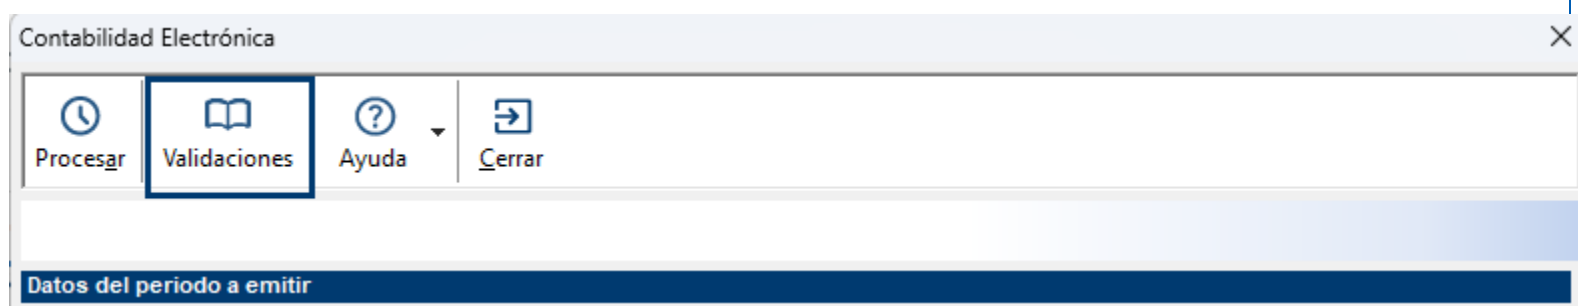 Contabilidad Electrónica
Procesar Validaciones Ayuda Cerrar
Datos del periodo a emitir